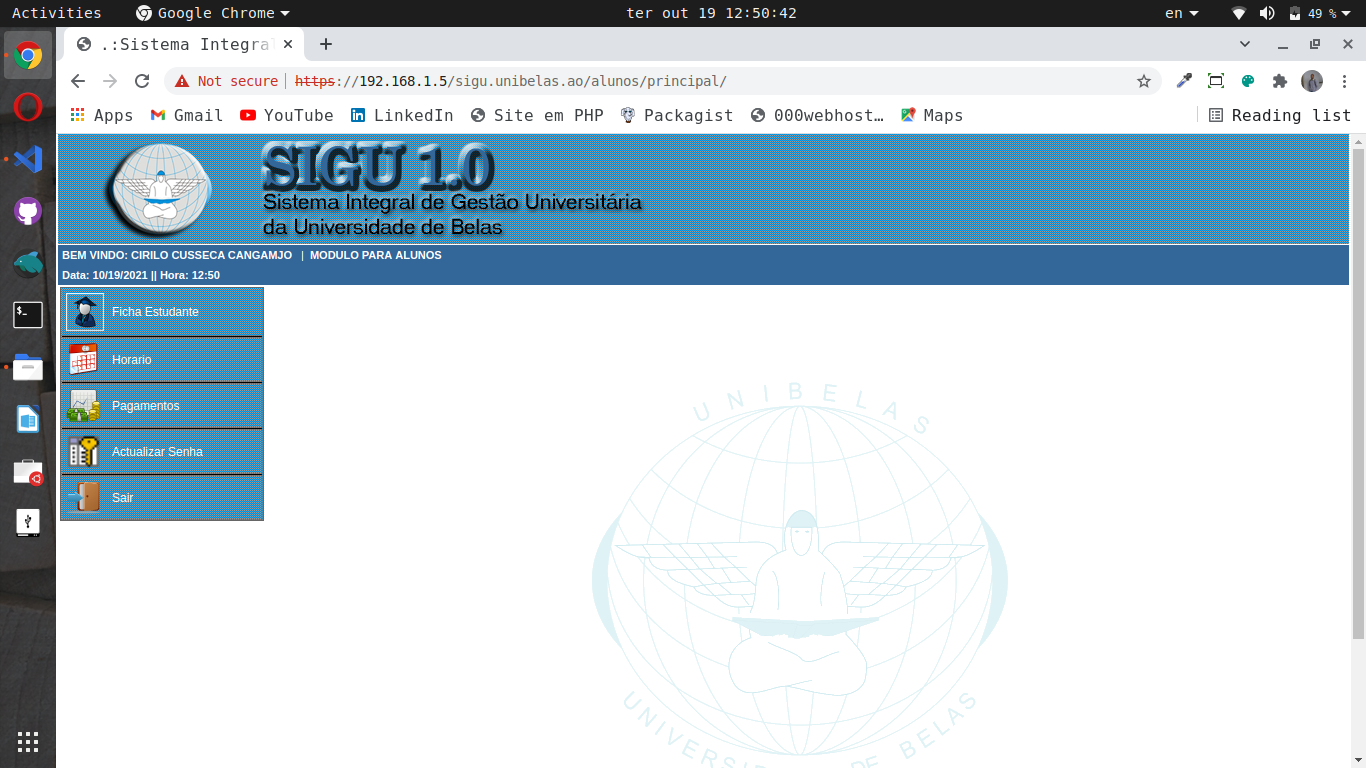 Activities Google Chrome ter out 19 12:50:42 en 49 %
.:Sistema Integra
Not secure https://192.168.1.5/sigu.unibelas.ao/alunos/principal/
Apps Gmail YouTube LinkedIn Site em PHP Packagist 000webhost… Maps Reading list
SIGU 1.0
Sistema Integral de Gestão Universitária
da Universidade de Belas
BEM VINDO: CIRILO CUSSECA CANGAMJO | MODULO PARA ALUNOS
Data: 10/19/2021 || Hora: 12:50
Ficha Estudante
Horario
Pagamentos
Actualizar Senha
Sair
UNIBELAS
UNIVERSIDADE DE BELAS